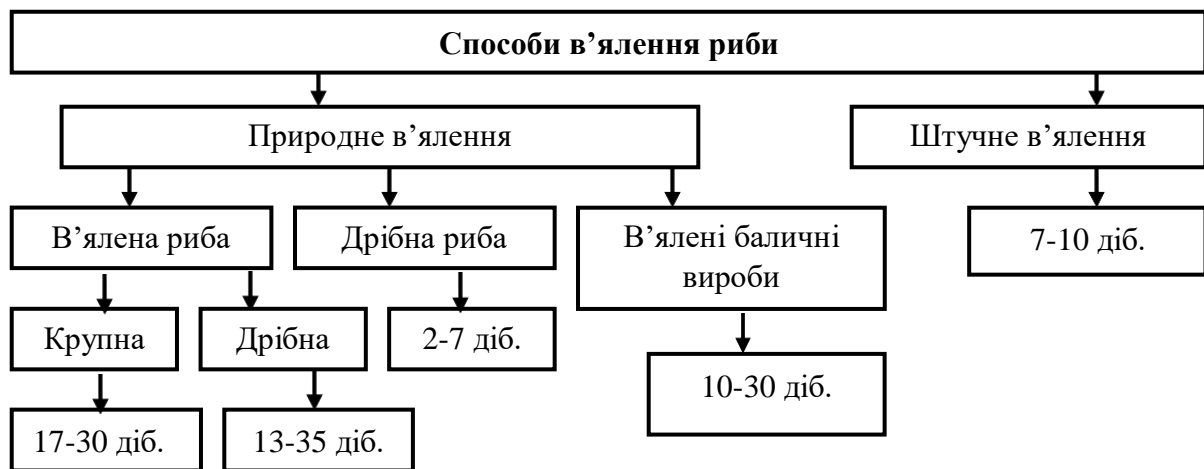 Способи в’ялення риби
Природне в’ялення
Штучне в’ялення
В’ялена риба
Дрібна риба
В’ялені баличні
вироби
7-10 діб.
Крупна
Дрібна
2-7 діб.
10-30 діб.
17-30 діб.
13-35 діб.